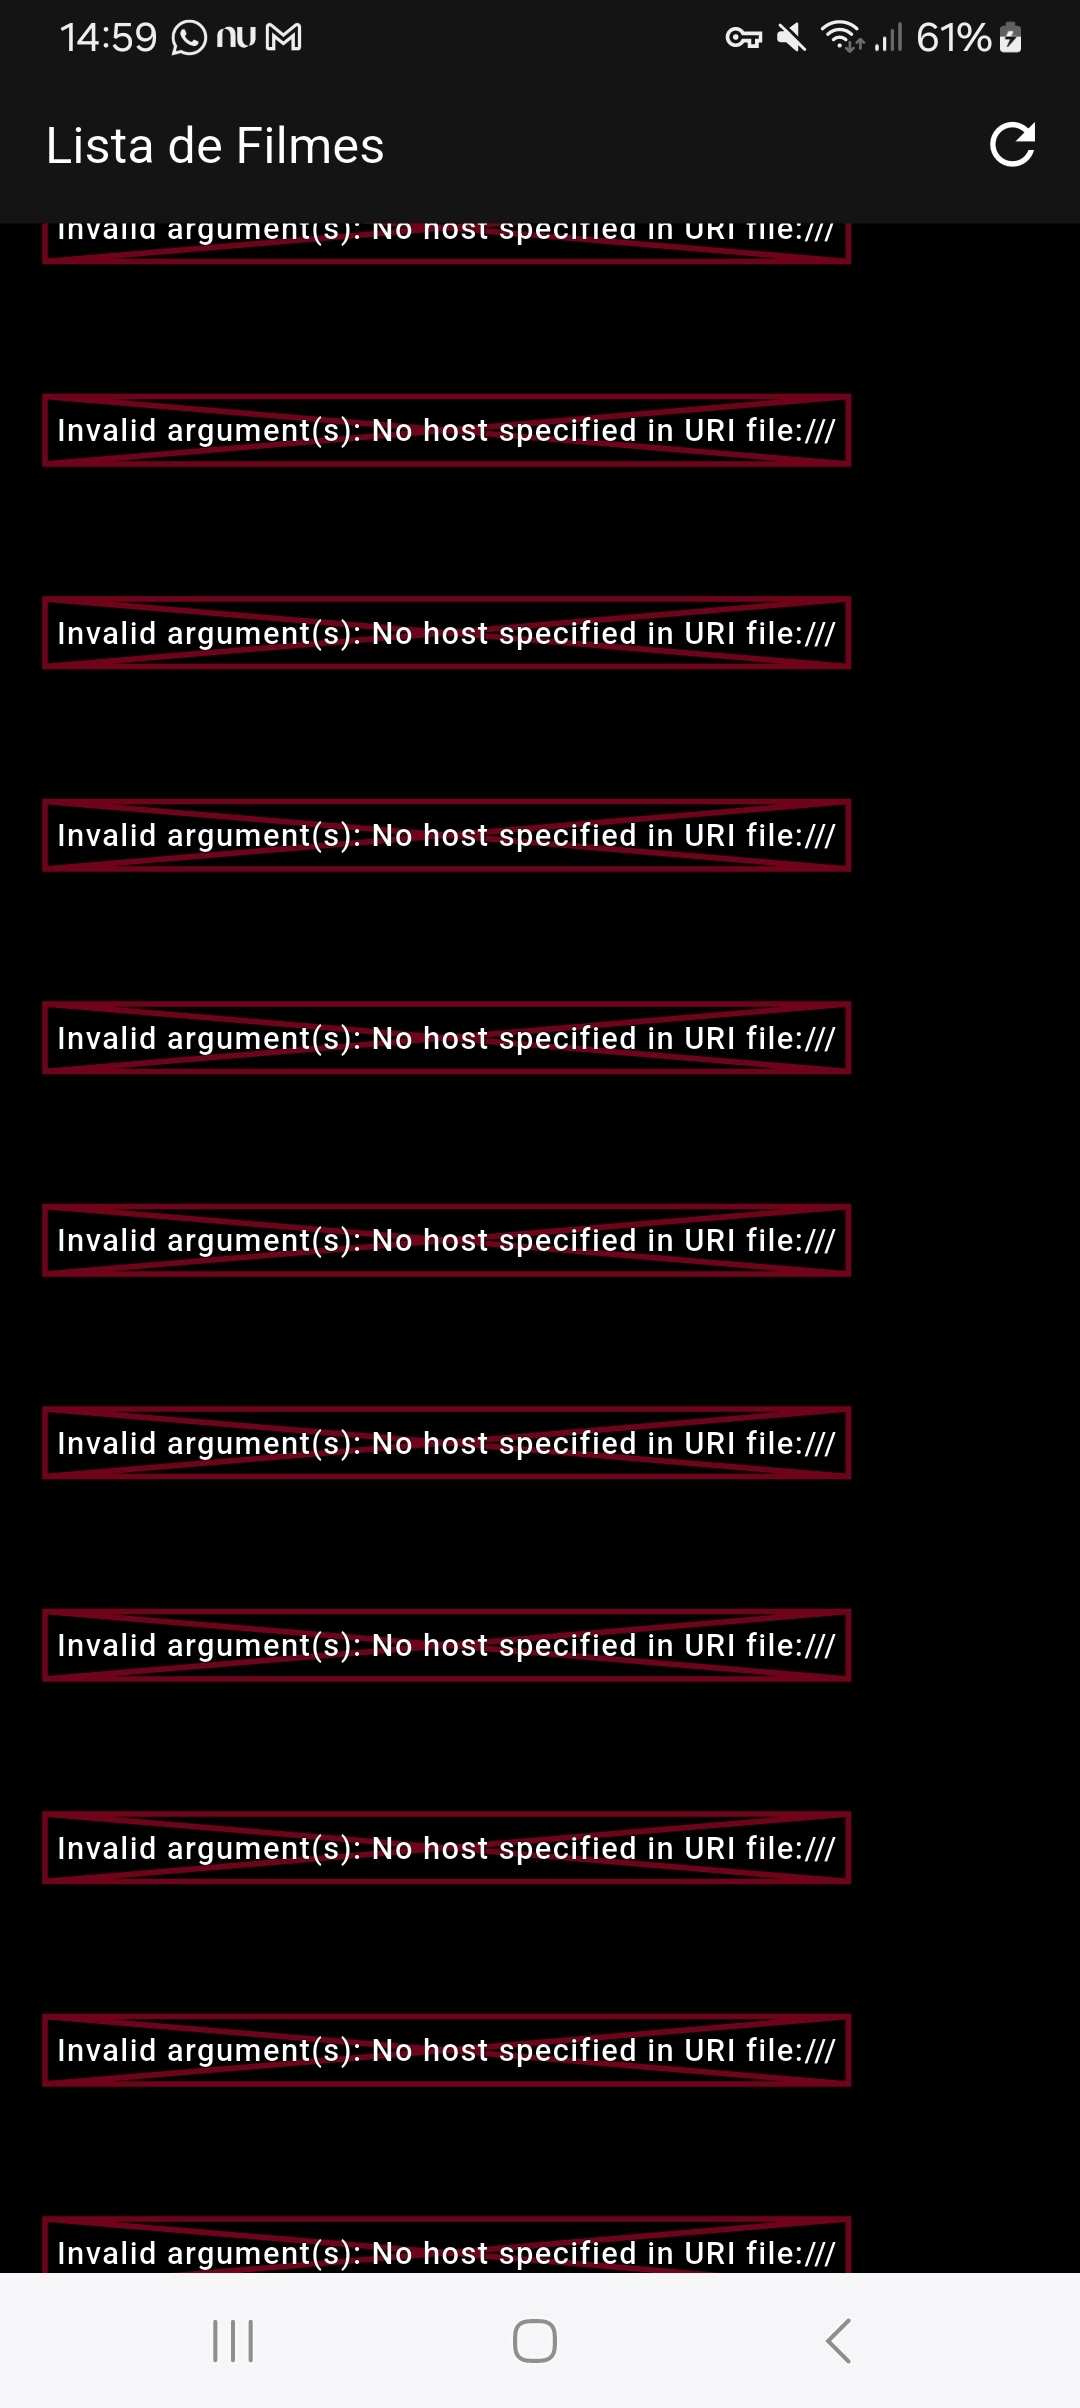 14:59 nu 61%
Lista de Filmes
Invalid argument(s): No host specified in URI file:///
Invalid argument(s): No host specified in URI file:///
Invalid argument(s): No host specified in URI file:///
Invalid argument(s): No host specified in URI file:///
Invalid argument(s): No host specified in URI file:///
Invalid argument(s): No host specified in URI file:///
Invalid argument(s): No host specified in URI file:///
Invalid argument(s): No host specified in URI file:///
Invalid argument(s): No host specified in URI file:///
Invalid argument(s): No host specified in URI file:///
Invalid argument(s): No host specified in URI file:///